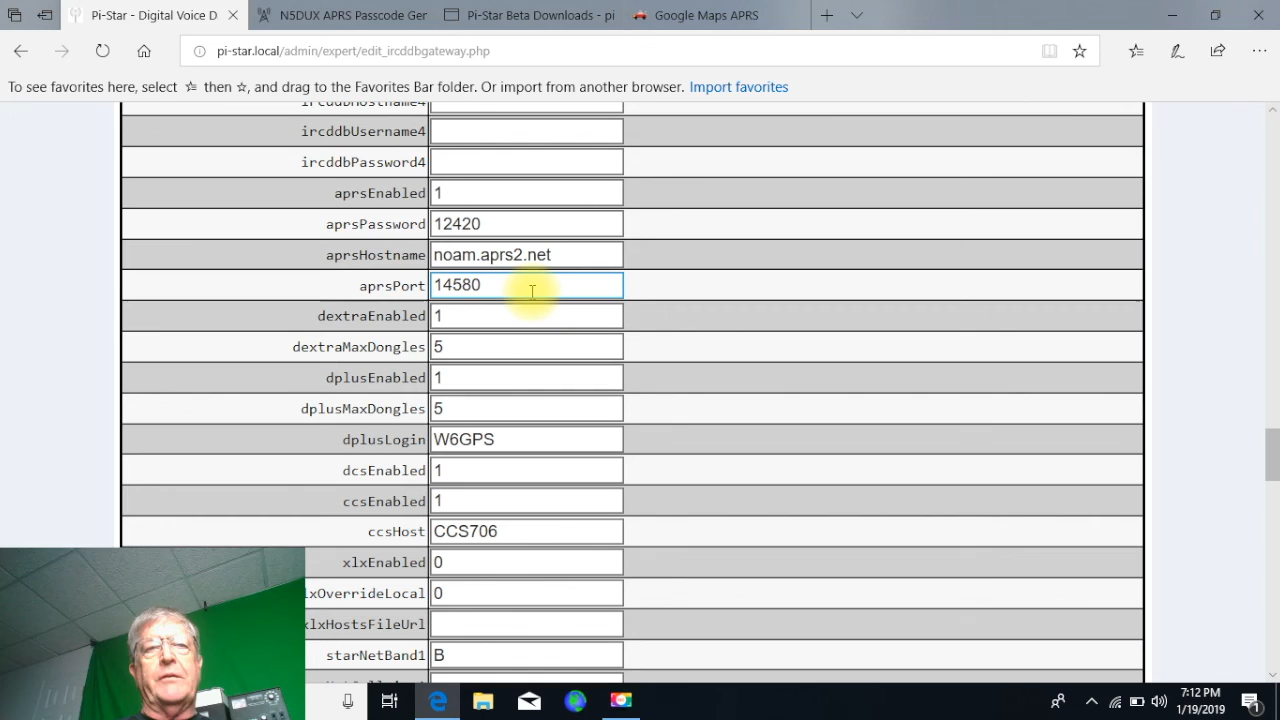 Pi-Star - Digital Voice D
N5DUX APRS Passcode Ger
Pi-Star Beta Downloads - pi
Google Maps APRS
pi-star.local/admin/expert/edit_ircddbgateway.php
To see favorites here, select then ☆, and drag to the Favorites Bar folder. Or import from another browser. Import favorites
ircddbHostname4
ircddbUsername4
ircddbPassword4
aprsEnabled 1
aprsPassword 12420
aprsHostname noam.aprs2.net
aprsPort 14580
dextraEnabled 1
dextraMaxDongles 5
dplusEnabled 1
dplusMaxDongles 5
dplusLogin W6GPS
dcsEnabled 1
ccsEnabled 1
ccsHost CCS706
xlxEnabled 0
lxOverrideLocal 0
xlxHostsFileUrl
starNetBand1 B
7:12 PM
1/19/2019